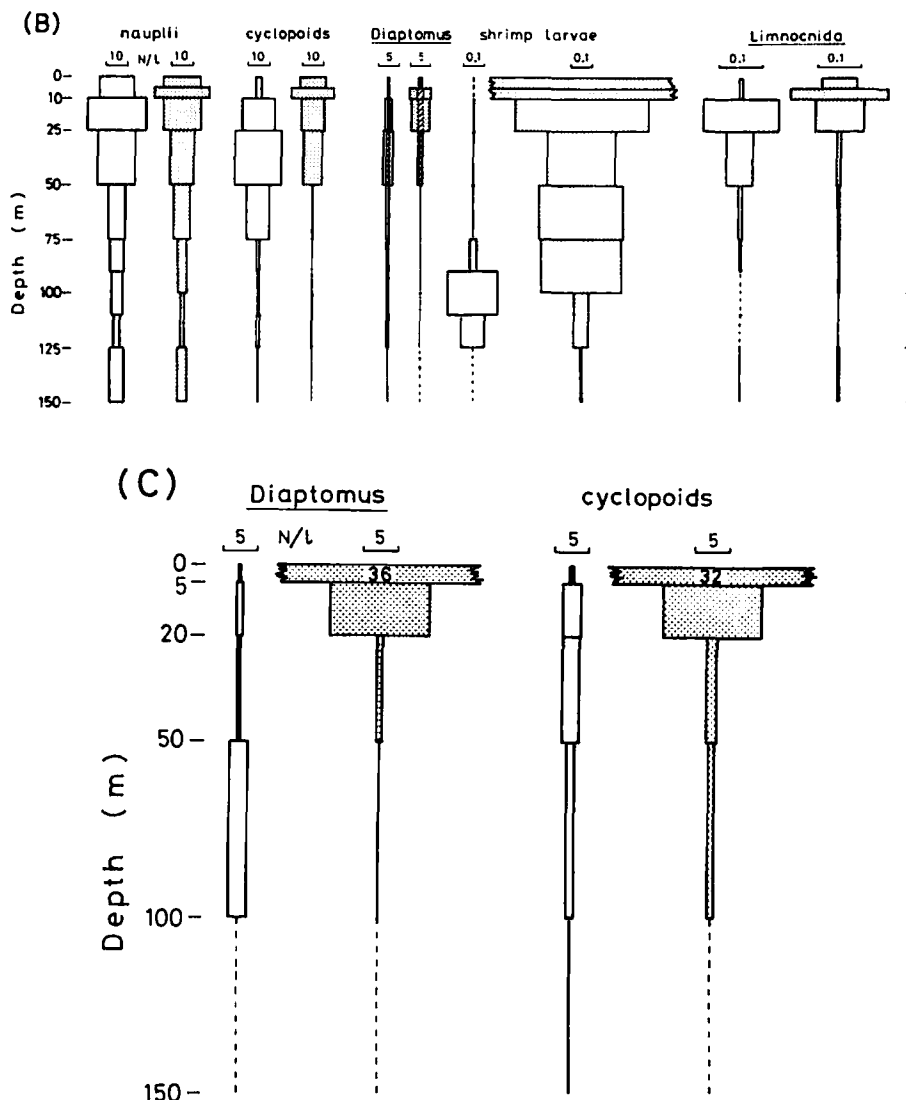 (B)
nauplii cyclopoids Diaptomus shrimp larvae Limnocnida
10 N/l 10 10 10 5 5 0.1 0.1 0.1 0.1
0
10
25
50
75
100
125
150
Depth (m)
(C)
Diaptomus cyclopoids
5 N/l 5 5 5
0
5
20
50
100
150
36 32
Depth (m)